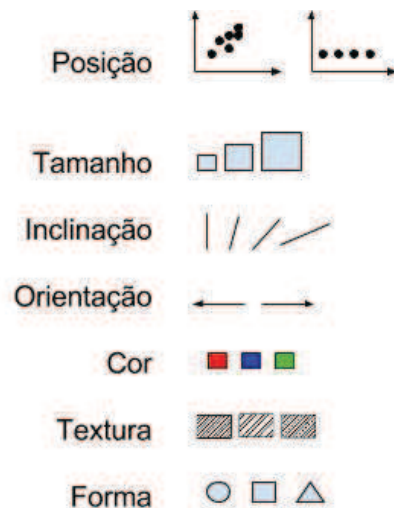 Posição
Tamanho
Inclinação
Orientação
Cor
Textura
Forma